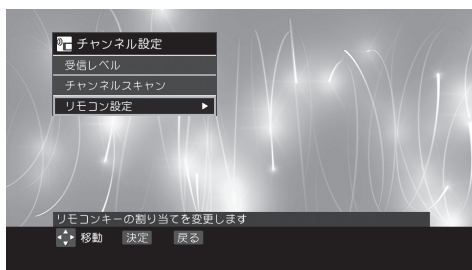 チャンネル設定
受信レベル
チャンネルスキャン
リモコン設定
リモコンキーの割り当てを変更します
移動 決定 戻る